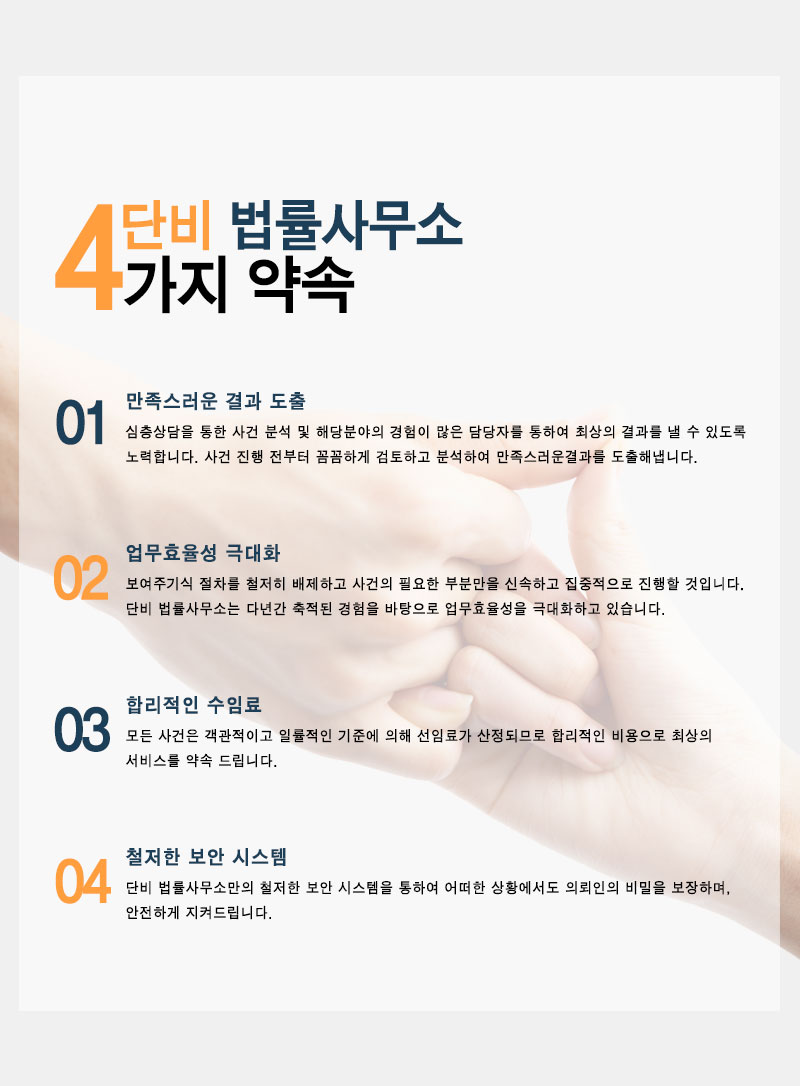 4 단비 법률사무소
가지 약속
01 만족스러운 결과 도출
심층상담을 통한 사건 분석 및 해당분야의 경험이 많은 담당자를 통하여 최상의 결과를 낼 수 있도록
노력합니다. 사건 진행 전부터 꼼꼼하게 검토하고 분석하여 만족스러운결과를 도출해냅니다.
02 업무효율성 극대화
보여주기식 절차를 철저히 배제하고 사건의 필요한 부분만을 신속하고 집중적으로 진행할 것입니다.
단비 법률사무소는 다년간 축적된 경험을 바탕으로 업무효율성을 극대화하고 있습니다.
03 합리적인 수임료
모든 사건은 객관적이고 일률적인 기준에 의해 선임료가 산정되므로 합리적인 비용으로 최상의
서비스를 약속 드립니다.
04 철저한 보안 시스템
단비 법률사무소만의 철저한 보안 시스템을 통하여 어떠한 상황에서도 의뢰인의 비밀을 보장하며,
안전하게 지켜드립니다.